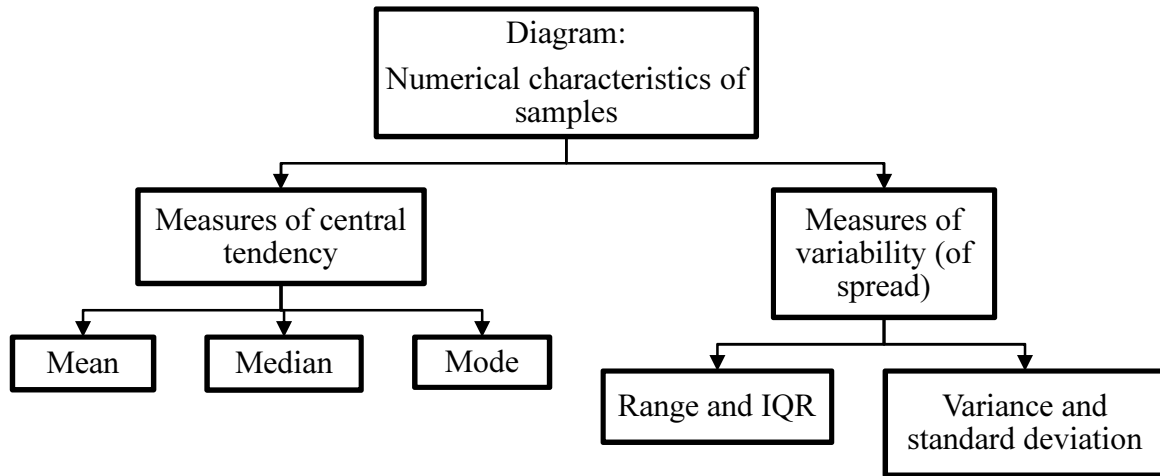 Diagram:
Numerical characteristics of
samples
Measures of central
tendency
Measures of
variability (of
spread)
Mean
Median
Mode
Range and IQR
Variance and
standard deviation